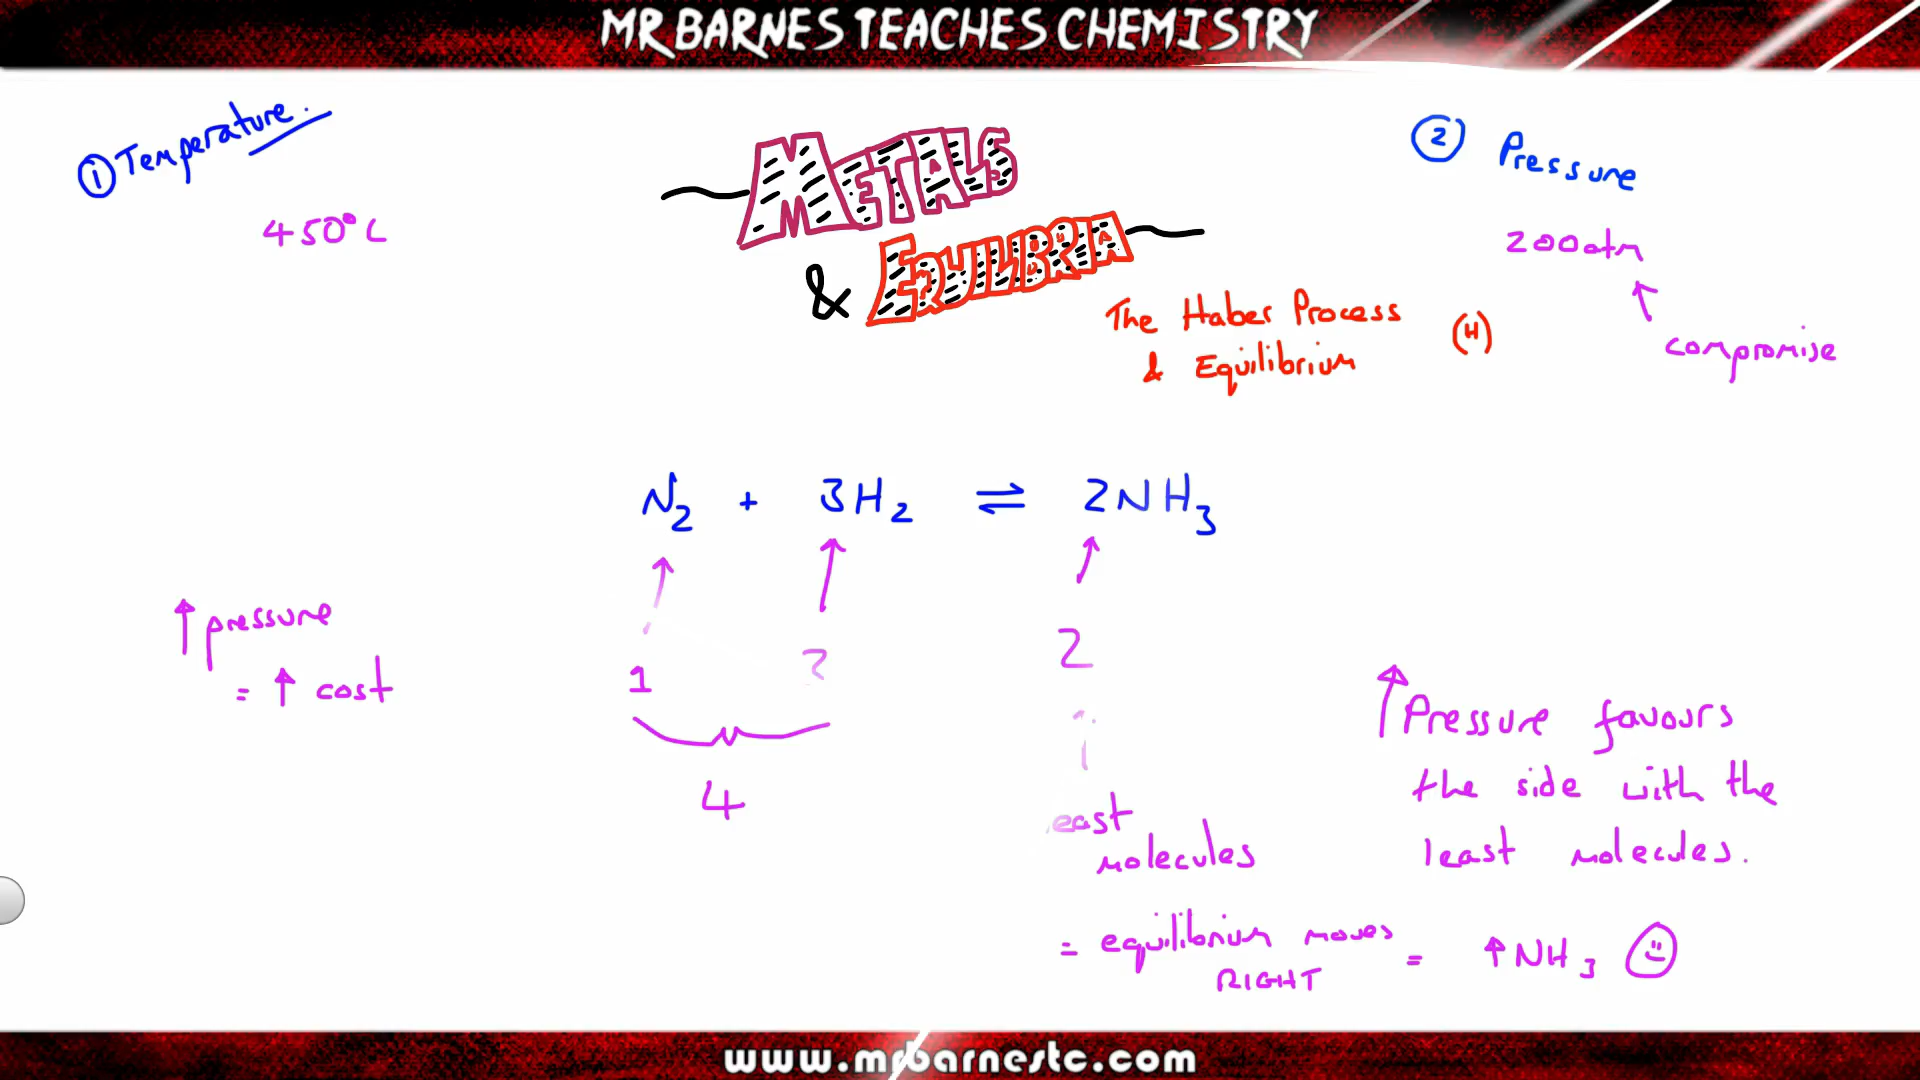 MR BARNES TEACHES CHEMISTRY
① Temperature.
450°C
METALS
& EQUILIBRIA
The Haber Process (H)
& Equilibrium
② Pressure
200atm
↑
compromise
N₂ + 3H₂ ⇌ 2NH₃
1 3 2
4
↑ pressure
= ↑ cost
least
molecules
= equilibrium moves RIGHT = ↑ NH₃
↑ Pressure favours
the side with the
least molecules.
www.mrbarnestc.com